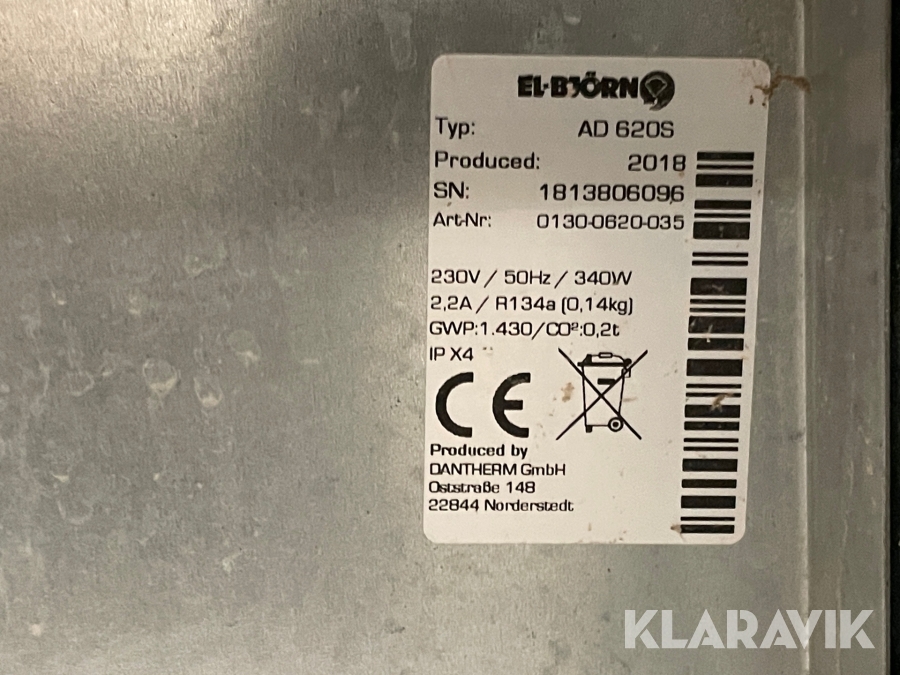 EL-BJÖRN
Typ: AD 620S
Produced: 2018
SN: 1813806096
Art-Nr: 0130-0620-035
230V / 50Hz / 340W
2,2A / R134a (0,14kg)
GWP:1.430/CO²:0,2t
IP X4
CE
Produced by
DANTHERM GmbH
Oststraße 148
22844 Norderstedt
KLARAVIK